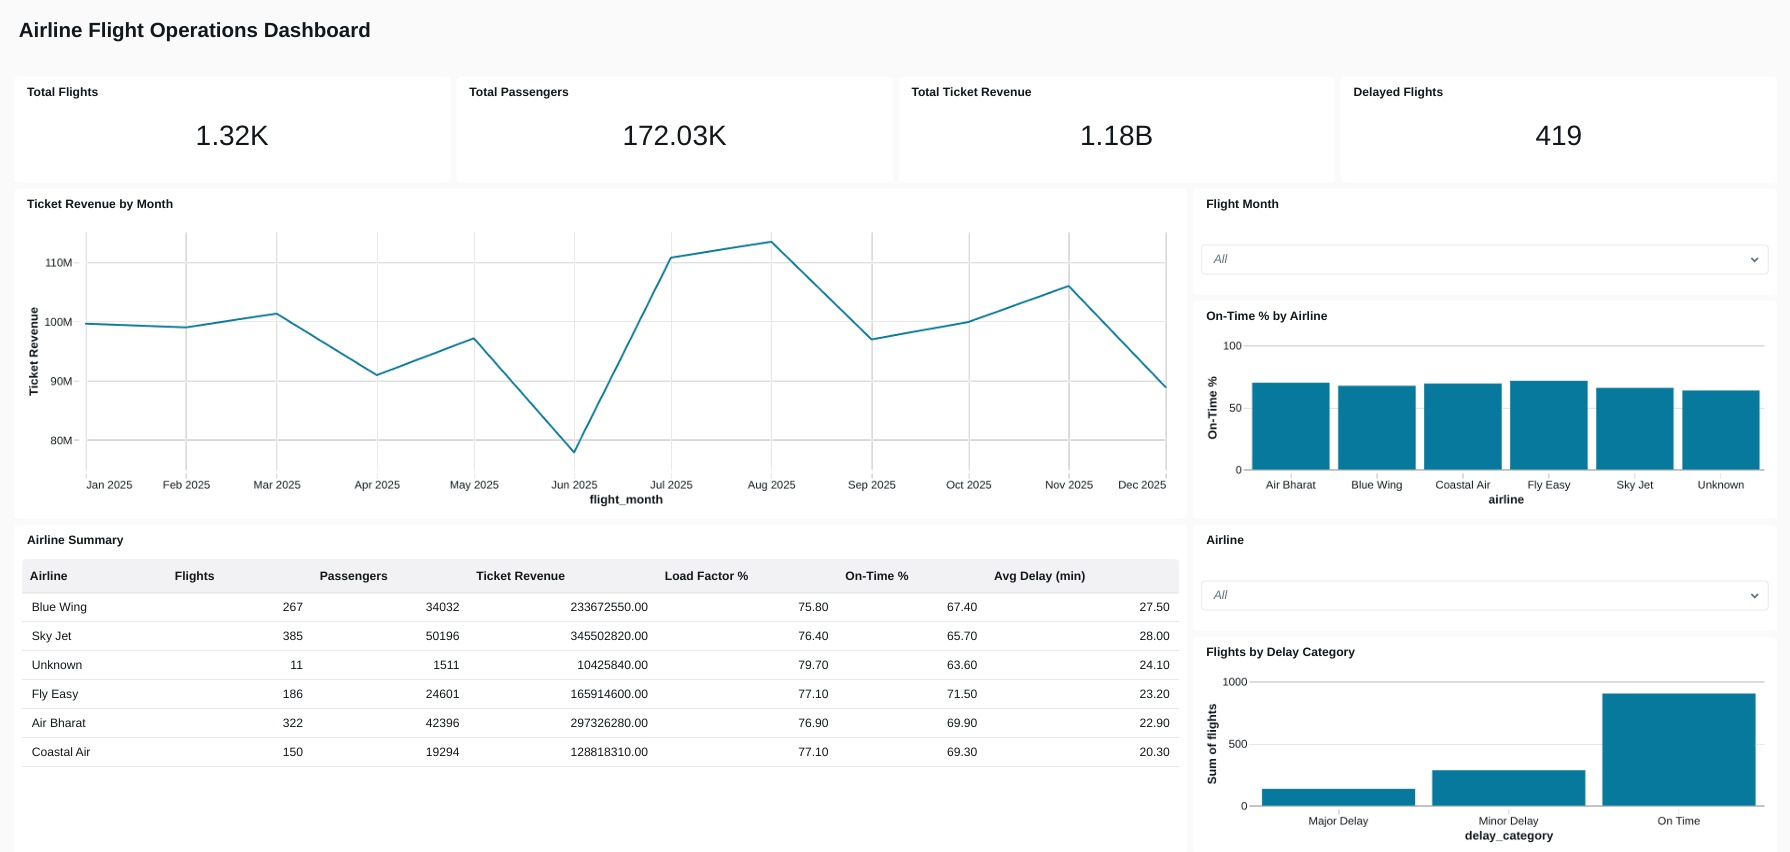 Airline Flight Operations Dashboard
Total Flights
1.32K
Total Passengers
172.03K
Total Ticket Revenue
1.18B
Delayed Flights
419
Ticket Revenue by Month
Ticket Revenue
110M
100M
90M
80M
Jan 2025 Feb 2025 Mar 2025 Apr 2025 May 2025 Jun 2025 Jul 2025 Aug 2025 Sep 2025 Oct 2025 Nov 2025 Dec 2025
flight_month
Flight Month
All
On-Time % by Airline
On-Time %
100
50
0
Air Bharat Blue Wing Coastal Air Fly Easy Sky Jet Unknown
airline
Airline Summary
Airline Flights Passengers Ticket Revenue Load Factor % On-Time % Avg Delay (min)
Blue Wing 267 34032 233672550.00 75.80 67.40 27.50
Sky Jet 385 50196 345502820.00 76.40 65.70 28.00
Unknown 11 1511 10425840.00 79.70 63.60 24.10
Fly Easy 186 24601 165914600.00 77.10 71.50 23.20
Air Bharat 322 42396 297326280.00 76.90 69.90 22.90
Coastal Air 150 19294 128818310.00 77.10 69.30 20.30
Airline
All
Flights by Delay Category
Sum of flights
1000
500
0
Major Delay Minor Delay On Time
delay_category